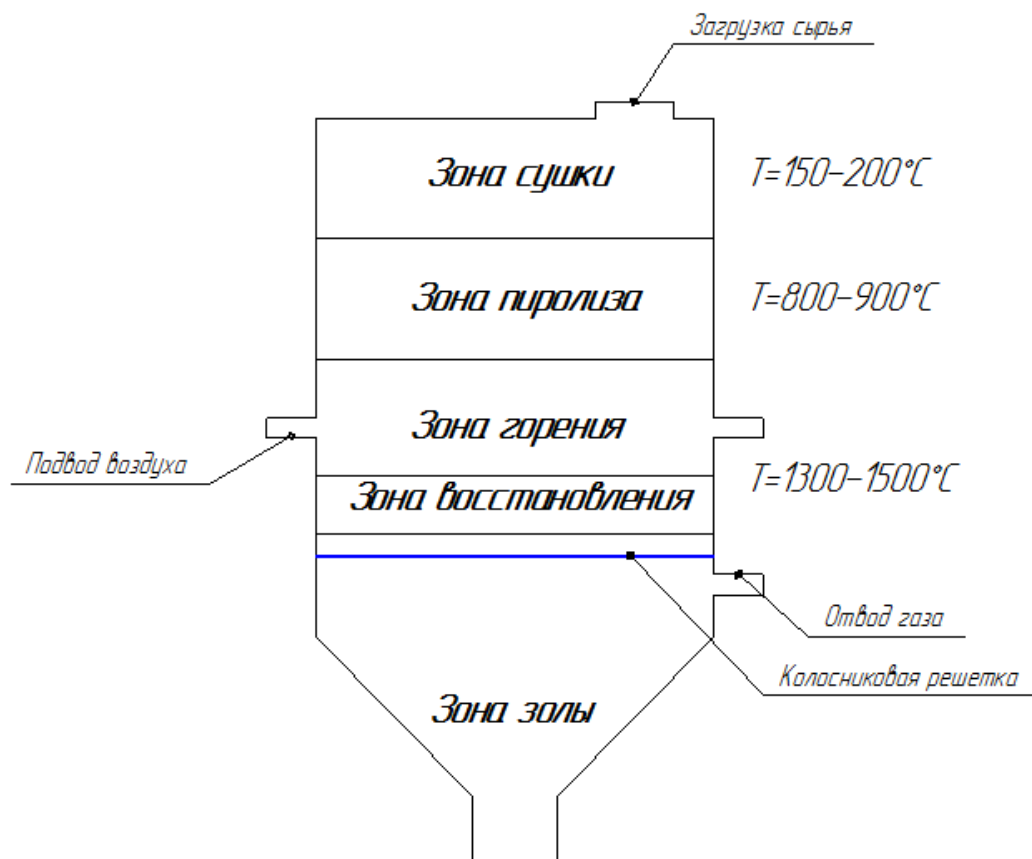 Загрузка сырья
Зона сушки
T=150-200°C
Зона пиролиза
T=800-900°C
Зона горения
Подвод воздуха
T=1300-1500°C
Зона восстановления
Отвод газа
Колосниковая решетка
Зона золы